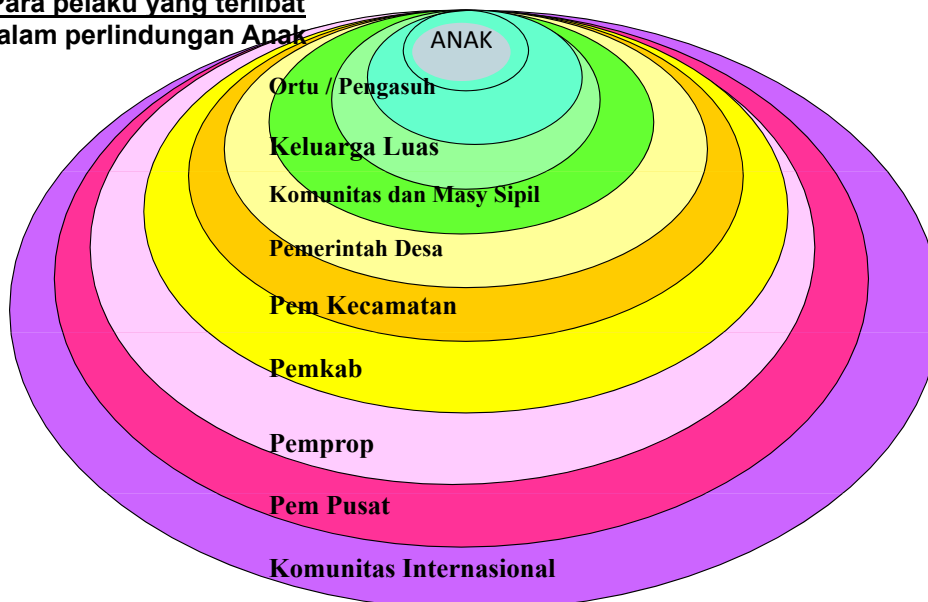 Para pelaku yang terlibat
alam perlindungan Anak
ANAK
Ortu / Pengasuh
Keluarga Luas
Komunitas dan Masy Sipil
Pemerintah Desa
Pem Kecamatan
Pemkab
Pemprop
Pem Pusat
Komunitas Internasional